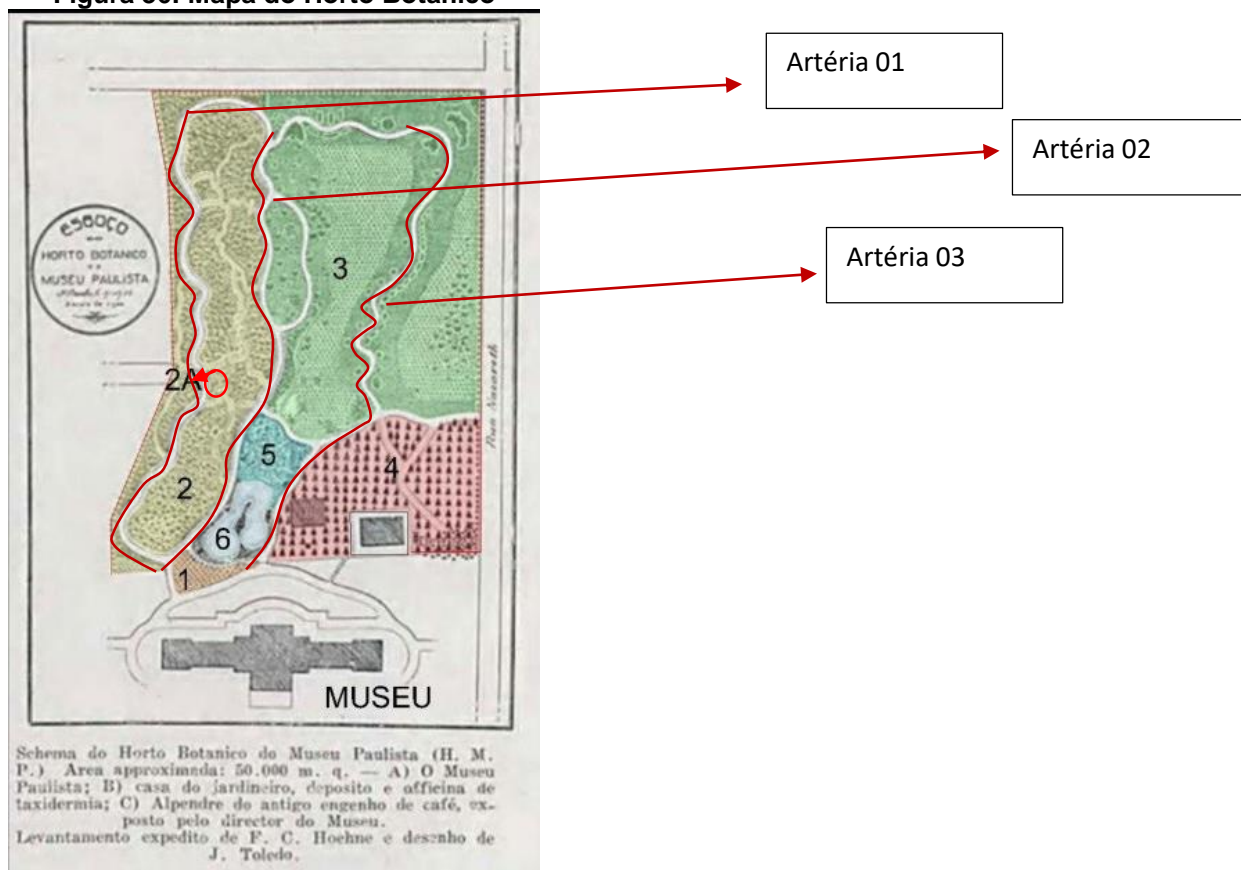 Figura 30: Mapa do Horto Botânico
Artéria 01
Artéria 02
Artéria 03
ESBOÇO
HORTO BOTANICO
MUSEU PAULISTA
Rua Nazareth
3
2A
5
4
2
6
1
MUSEU
Schema do Horto Botanico do Museu Paulista (H. M.
P.) Area approximada: 50.000 m. q. — A) O Museu
Paulista; B) casa do jardineiro, deposito e officina de
taxidermia; C) Alpendre do antigo engenho de café, ex-
posto pelo director do Museu.
Levantamento expedito de F. C. Hoehne e desenho de
J. Toledo.